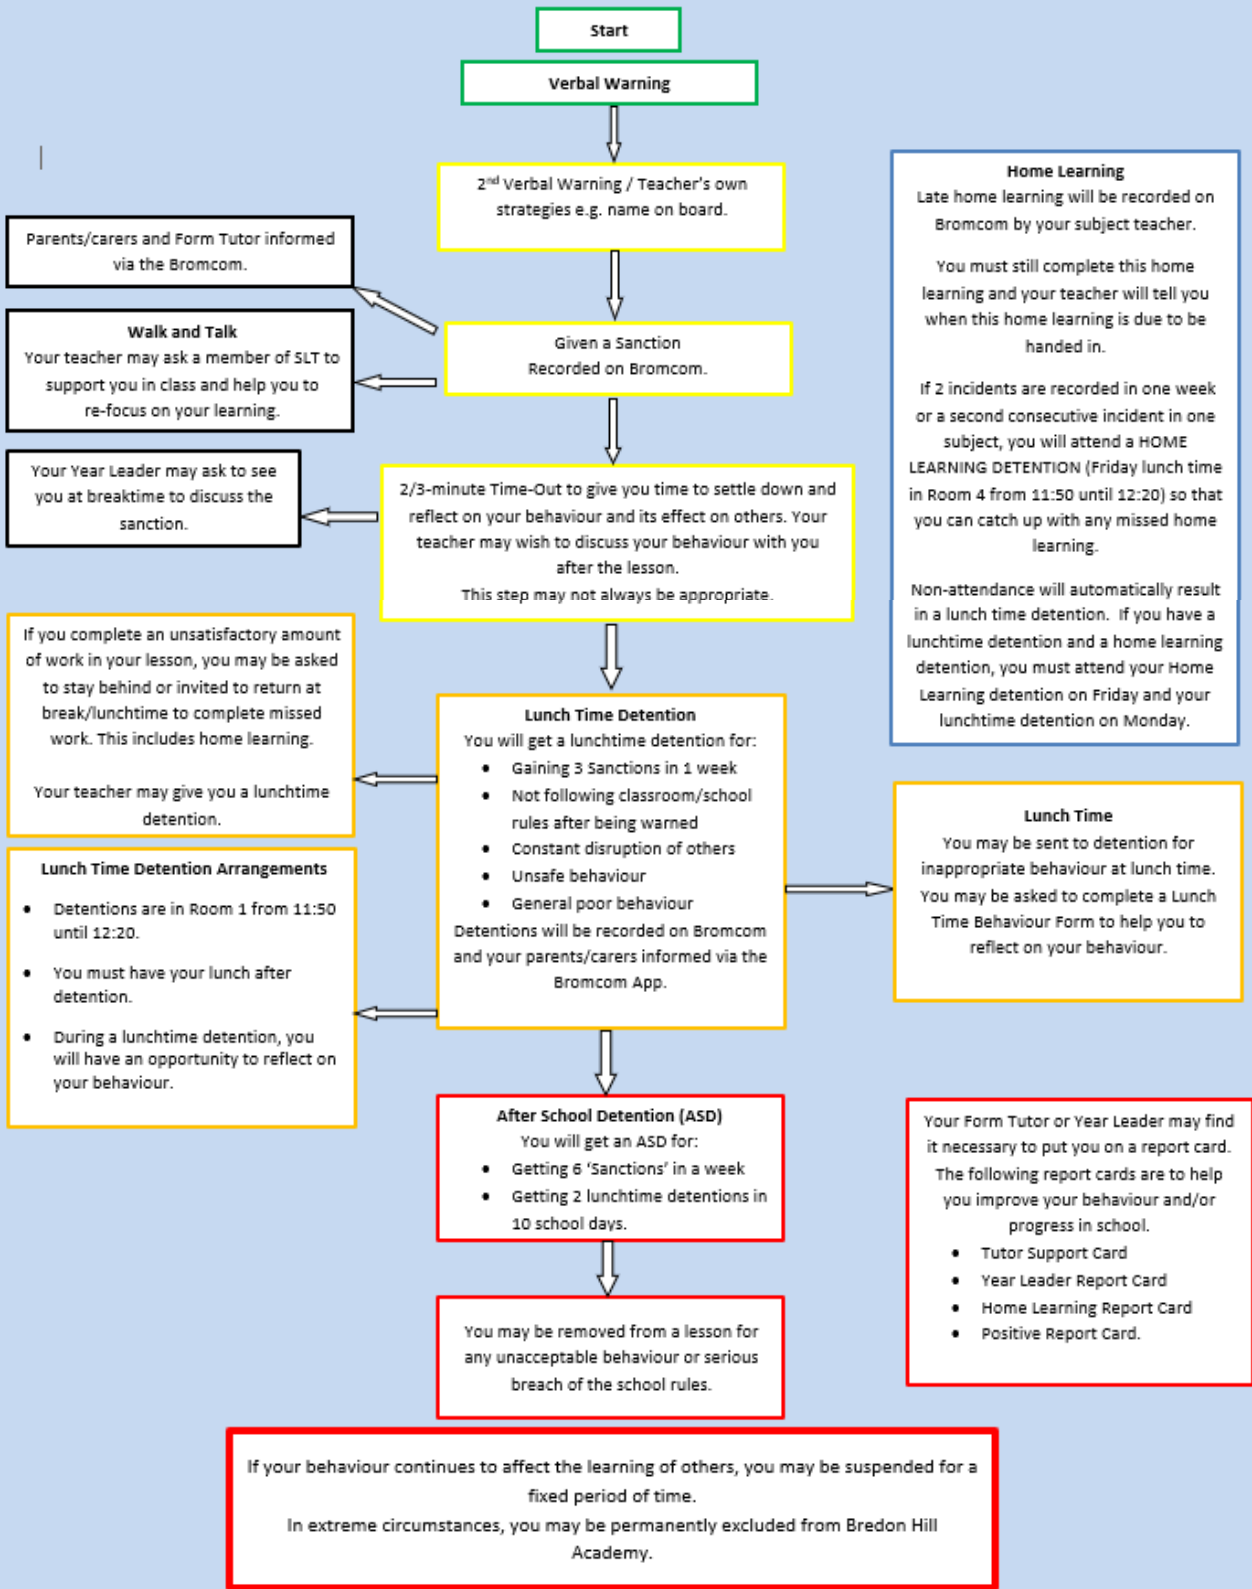 Start
Verbal Warning
2nd Verbal Warning / Teacher's own
strategies e.g. name on board.
Parents/carers and Form Tutor informed
via the Bromcom.
Walk and Talk
Your teacher may ask a member of SLT to
support you in class and help you to
re-focus on your learning.
Given a Sanction
Recorded on Bromcom.
Your Year Leader may ask to see
you at breaktime to discuss the
sanction.
2/3-minute Time-Out to give you time to settle down and
reflect on your behaviour and its effect on others. Your
teacher may wish to discuss your behaviour with you
after the lesson.
This step may not always be appropriate.
Home Learning
Late home learning will be recorded on
Bromcom by your subject teacher.
You must still complete this home
learning and your teacher will tell you
when this home learning is due to be
handed in.
If 2 incidents are recorded in one week
or a second consecutive incident in one
subject, you will attend a HOME
LEARNING DETENTION (Friday lunch time
in Room 4 from 11:50 until 12:20) so that
you can catch up with any missed home
learning.
Non-attendance will automatically result
in a lunch time detention. If you have a
lunchtime detention and a home learning
detention, you must attend your Home
Learning detention on Friday and your
lunchtime detention on Monday.
If you complete an unsatisfactory amount
of work in your lesson, you may be asked
to stay behind or invited to return at
break/lunchtime to complete missed
work. This includes home learning.
Your teacher may give you a lunchtime
detention.
Lunch Time Detention Arrangements
• Detentions are in Room 1 from 11:50
until 12:20.
• You must have your lunch after
detention.
• During a lunchtime detention, you
will have an opportunity to reflect on
your behaviour.
Lunch Time Detention
You will get a lunchtime detention for:
• Gaining 3 Sanctions in 1 week
• Not following classroom/school
rules after being warned
• Constant disruption of others
• Unsafe behaviour
• General poor behaviour
Detentions will be recorded on Bromcom
and your parents/carers informed via the
Bromcom App.
Lunch Time
You may be sent to detention for
inappropriate behaviour at lunch time.
You may be asked to complete a Lunch
Time Behaviour Form to help you to
reflect on your behaviour.
After School Detention (ASD)
You will get an ASD for:
• Getting 6 'Sanctions' in a week
• Getting 2 lunchtime detentions in
10 school days.
Your Form Tutor or Year Leader may find
it necessary to put you on a report card.
The following report cards are to help
you improve your behaviour and/or
progress in school.
• Tutor Support Card
• Year Leader Report Card
• Home Learning Report Card
• Positive Report Card.
You may be removed from a lesson for
any unacceptable behaviour or serious
breach of the school rules.
If your behaviour continues to affect the learning of others, you may be suspended for a
fixed period of time.
In extreme circumstances, you may be permanently excluded from Bredon Hill
Academy.